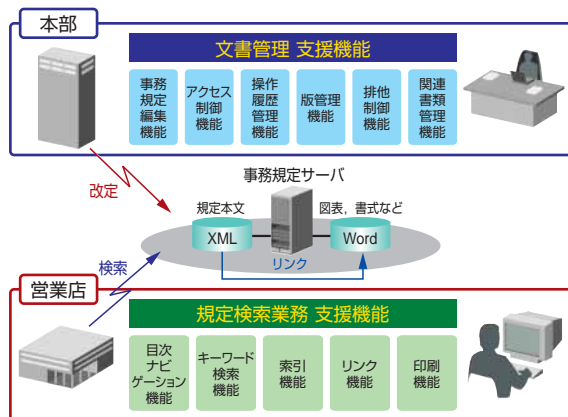 本部
文書管理 支援機能
事務
規定
編集
機能
アクセス
制御
機能
操作
履歴
管理
機能
版管理
機能
排他
制御
機能
関連
書類
管理
機能
改定
事務規定サーバ
規定本文
図表，書式など
XML
Word
リンク
検索
営業店
規定検索業務 支援機能
目次
ナビ
ゲーション
機能
キーワード
検索
機能
索引
機能
リンク
機能
印刷
機能